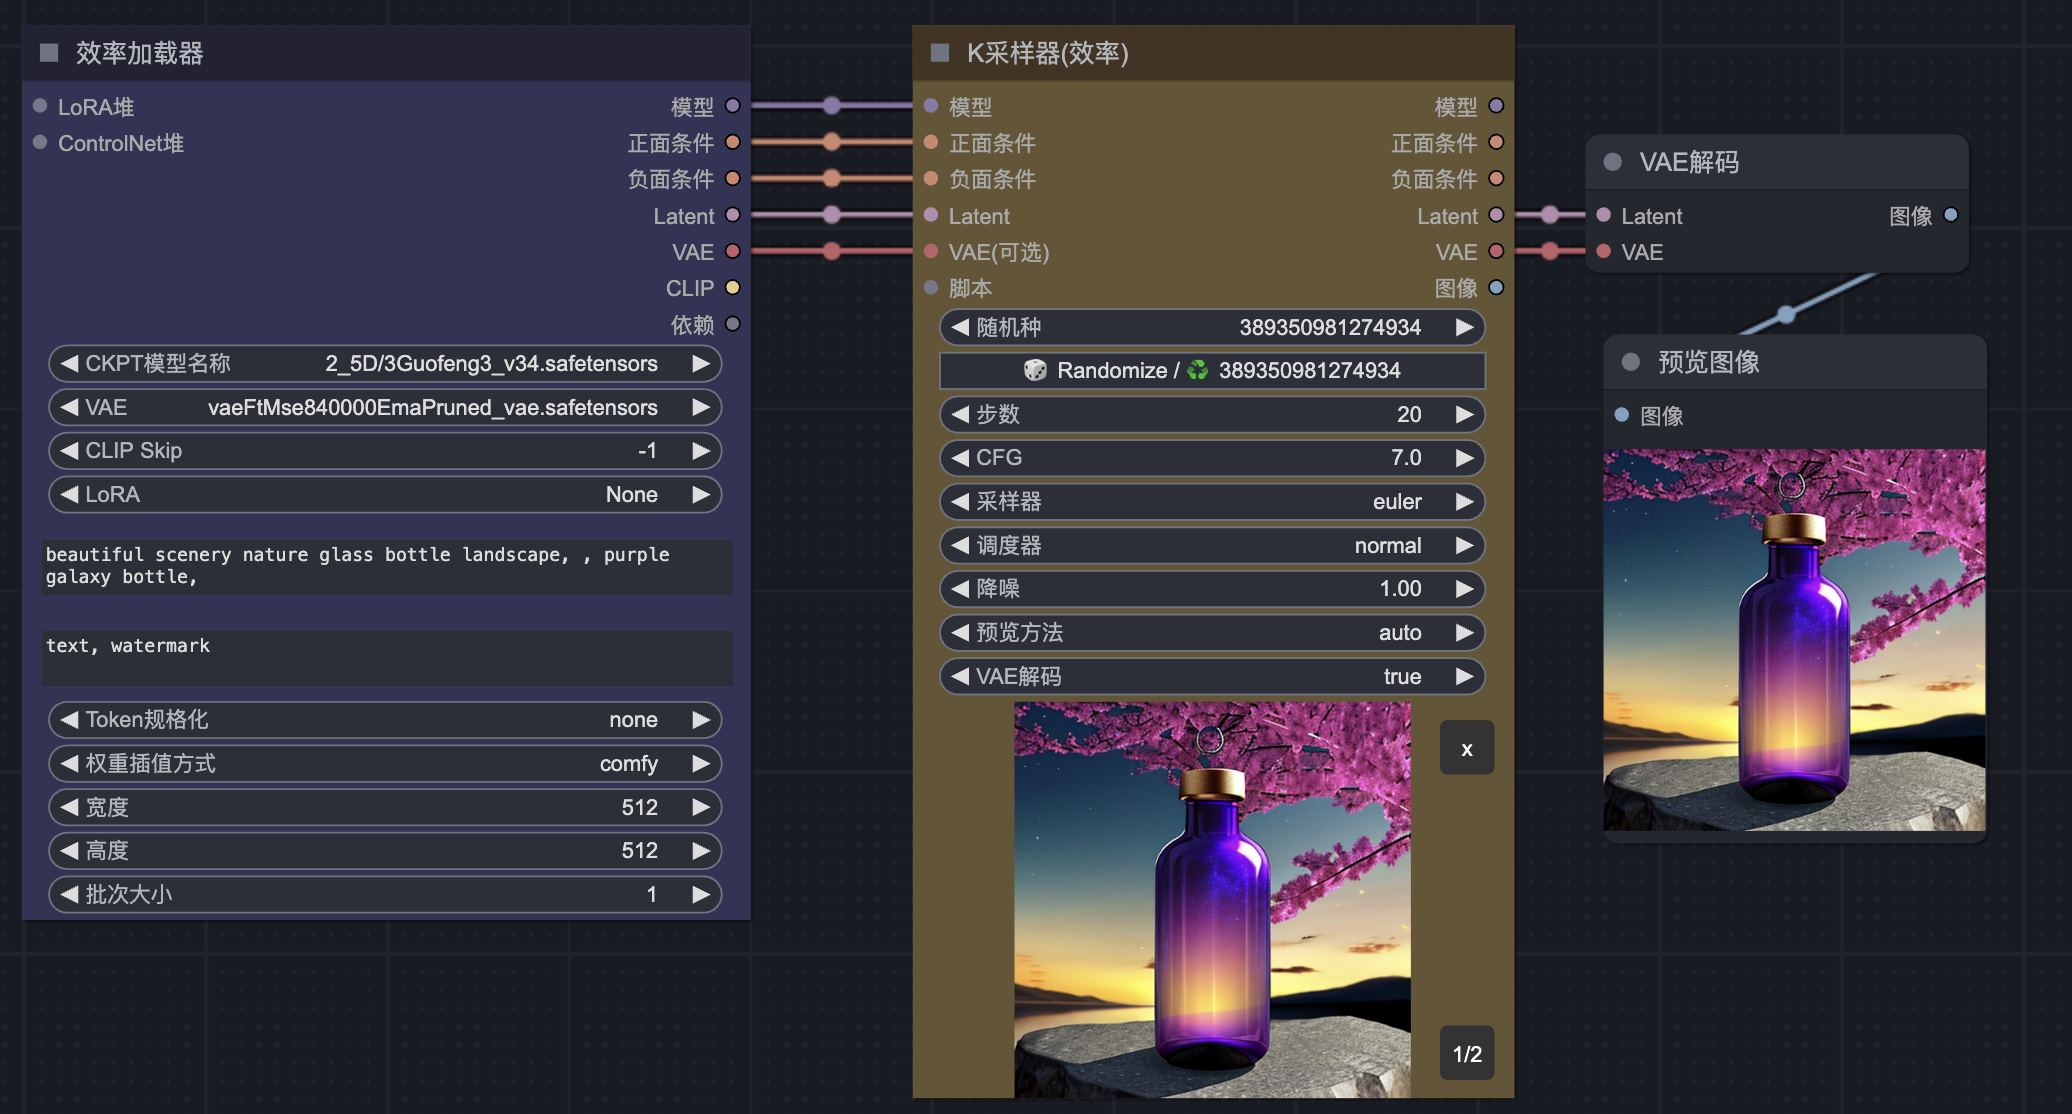 效率加载器
LoRA堆
模型
ControlNet堆
正面条件
负面条件
Latent
VAE
CLIP
依赖
CKPT模型名称 2_5D/3Guofeng3_v34.safetensors
VAE vaeFtMse840000EmaPruned_vae.safetensors
CLIP Skip -1
LoRA None
beautiful scenery nature glass bottle landscape, , purple
galaxy bottle,
text, watermark
Token规格化 none
权重插值方式 comfy
宽度 512
高度 512
批次大小 1
K采样器(效率)
模型 模型
正面条件 正面条件
负面条件 负面条件
Latent Latent
VAE(可选) VAE
脚本 图像
随机种 389350981274934
Randomize / 389350981274934
步数 20
CFG 7.0
采样器 euler
调度器 normal
降噪 1.00
预览方法 auto
VAE解码 true
x
1/2
VAE解码
Latent 图像
VAE
预览图像
图像